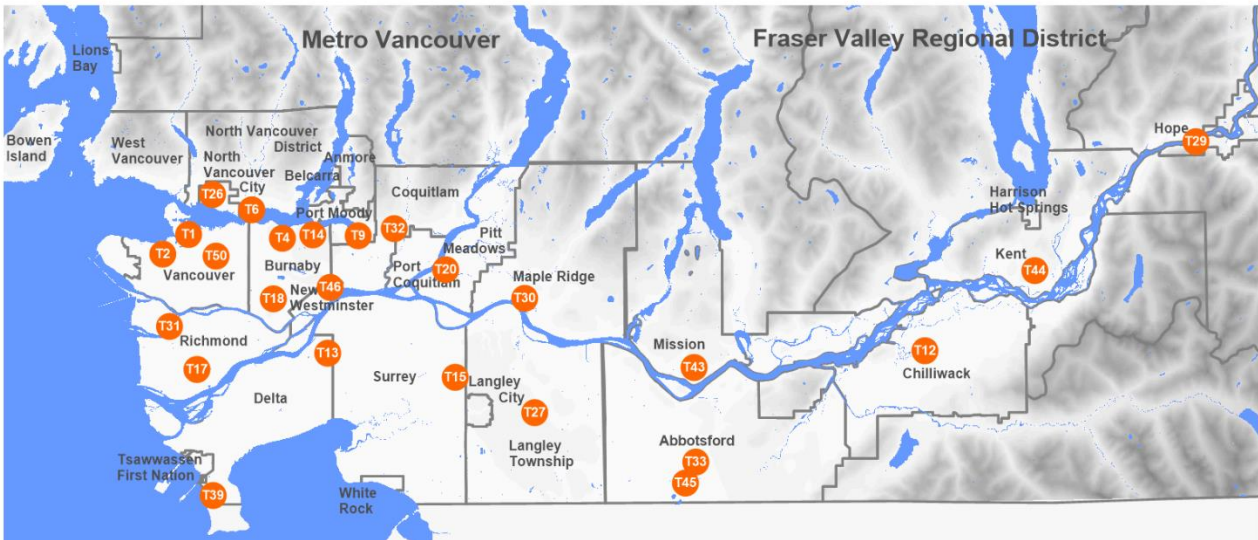 Metro Vancouver
Fraser Valley Regional District
Lions
Bay
Bowen
Island
West
Vancouver
North Vancouver
District
North
Vancouver
City
Anmore
Belcarra
Port Moody
Coquitlam
Pitt
Meadows
Port
Coquitlam
Burnaby
New
Westminster
Vancouver
Richmond
Delta
Surrey
Maple Ridge
Langley
City
Langley
Township
Tsawwassen
First Nation
White
Rock
Mission
Abbotsford
Chilliwack
Kent
Harrison
Hot Springs
Hope
T26
T6
T1
T2
T50
T4
T14
T9
T32
T20
T46
T18
T31
T17
T13
T15
T30
T27
T39
T43
T33
T45
T12
T44
T29